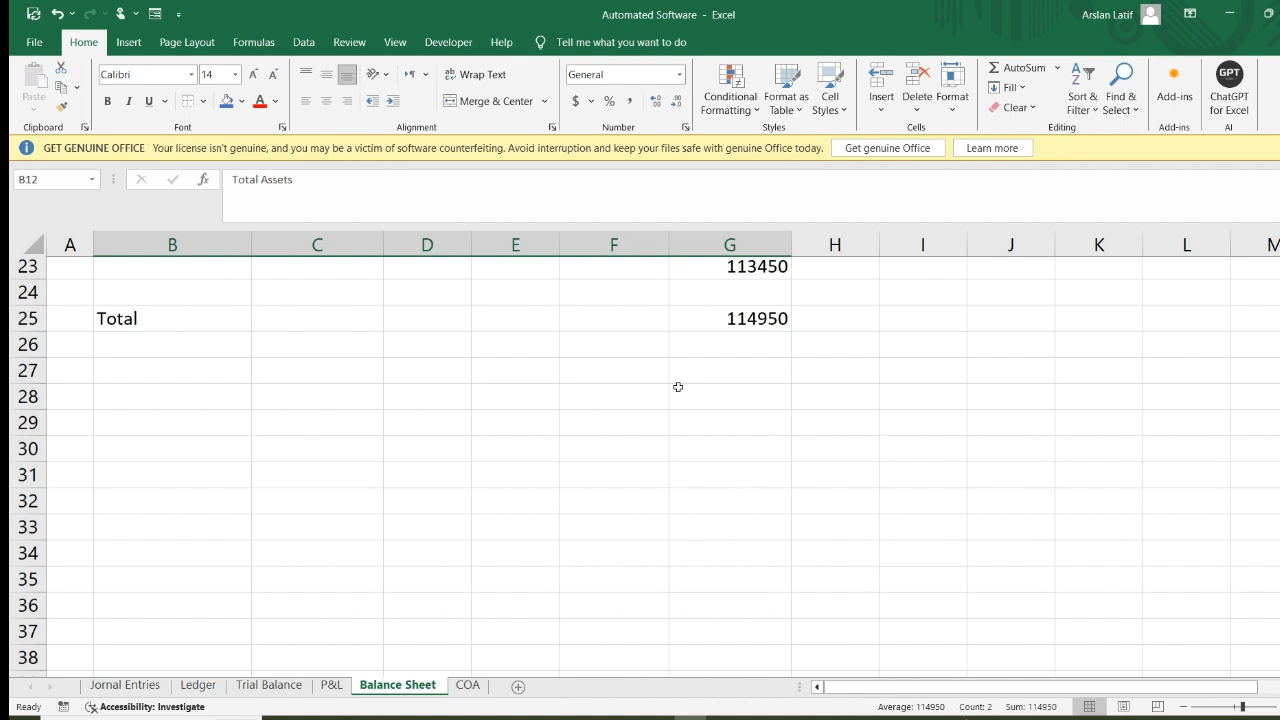 Automated Software - Excel
Arslan Latif
File Home Insert Page Layout Formulas Data Review View Developer Help Tell me what you want to do
Paste
Clipboard
Calibri 14
B I U A
Font
Wrap Text
Merge & Center
Alignment
General
$ % ,
Number
Conditional Formatting
Format as Table
Cell Styles
Styles
Insert Delete Format
Cells
AutoSum
Fill
Clear
Sort & Filter
Find & Select
Editing
Add-ins
Add-ins
GPT
ChatGPT for Excel
AI
GET GENUINE OFFICE Your license isn't genuine, and you may be a victim of software counterfeiting. Avoid interruption and keep your files safe with genuine Office today. Get genuine Office Learn more
B12 fx Total Assets
A B C D E F G H I J K L M
23 113450
24
25 Total 114950
26
27
28
29
30
31
32
33
34
35
36
37
38
Jornal Entries Ledger Trial Balance P&L Balance Sheet COA
Ready Accessibility: Investigate Average: 114950 Count: 2 Sum: 114950